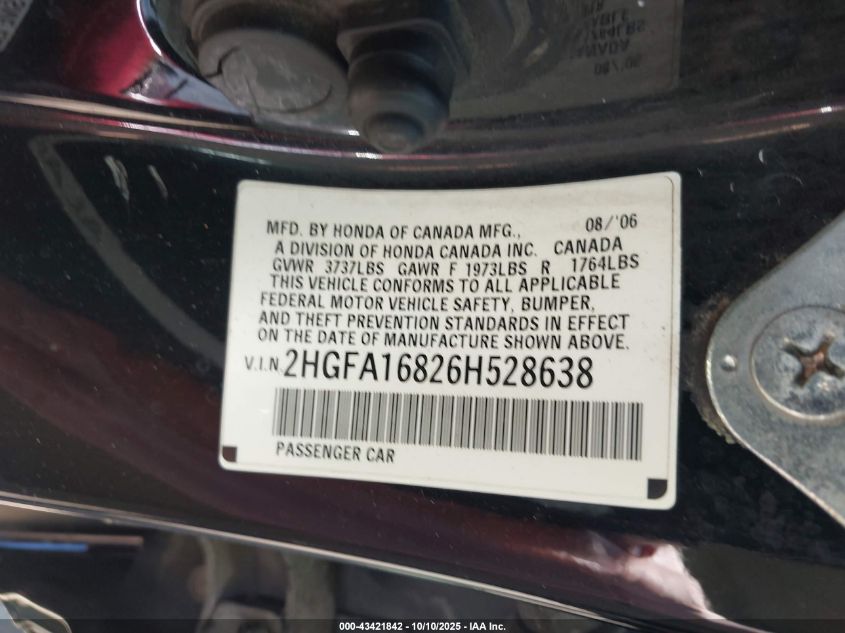 MFD. BY HONDA OF CANADA MFG., 08/'06
A DIVISION OF HONDA CANADA INC. CANADA
GVWR 3737LBS GAWR F 1973LBS R 1764LBS
THIS VEHICLE CONFORMS TO ALL APPLICABLE
FEDERAL MOTOR VEHICLE SAFETY, BUMPER,
AND THEFT PREVENTION STANDARDS IN EFFECT
ON THE DATE OF MANUFACTURE SHOWN ABOVE.
V.I.N. 2HGFA16826H528638
PASSENGER CAR
000-43421842 - 10/10/2025 - IAA Inc.